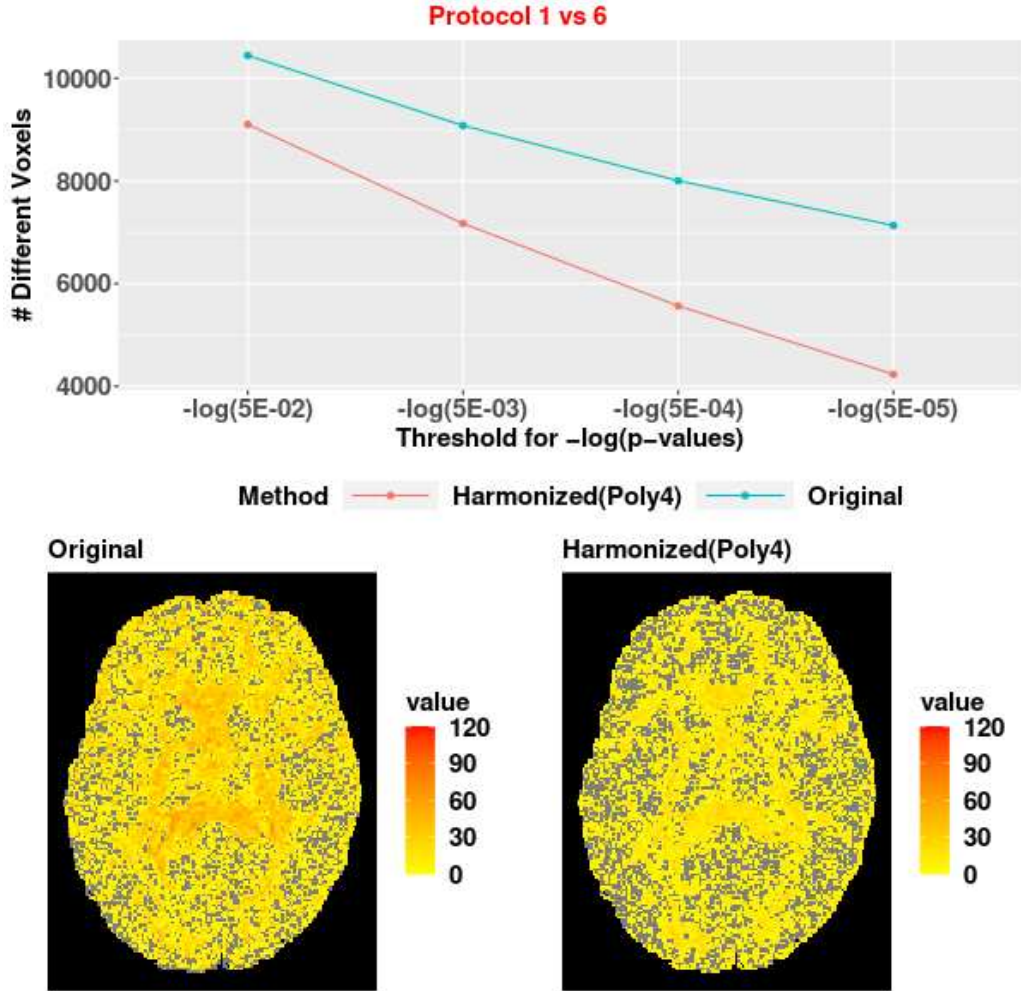 Protocol 1 vs 6
# Different Voxels
10000
8000
6000
4000
-log(5E-02) -log(5E-03) -log(5E-04) -log(5E-05)
Threshold for −log(p−values)
Method Harmonized(Poly4) Original
Original
value
120
90
60
30
0
Harmonized(Poly4)
value
120
90
60
30
0